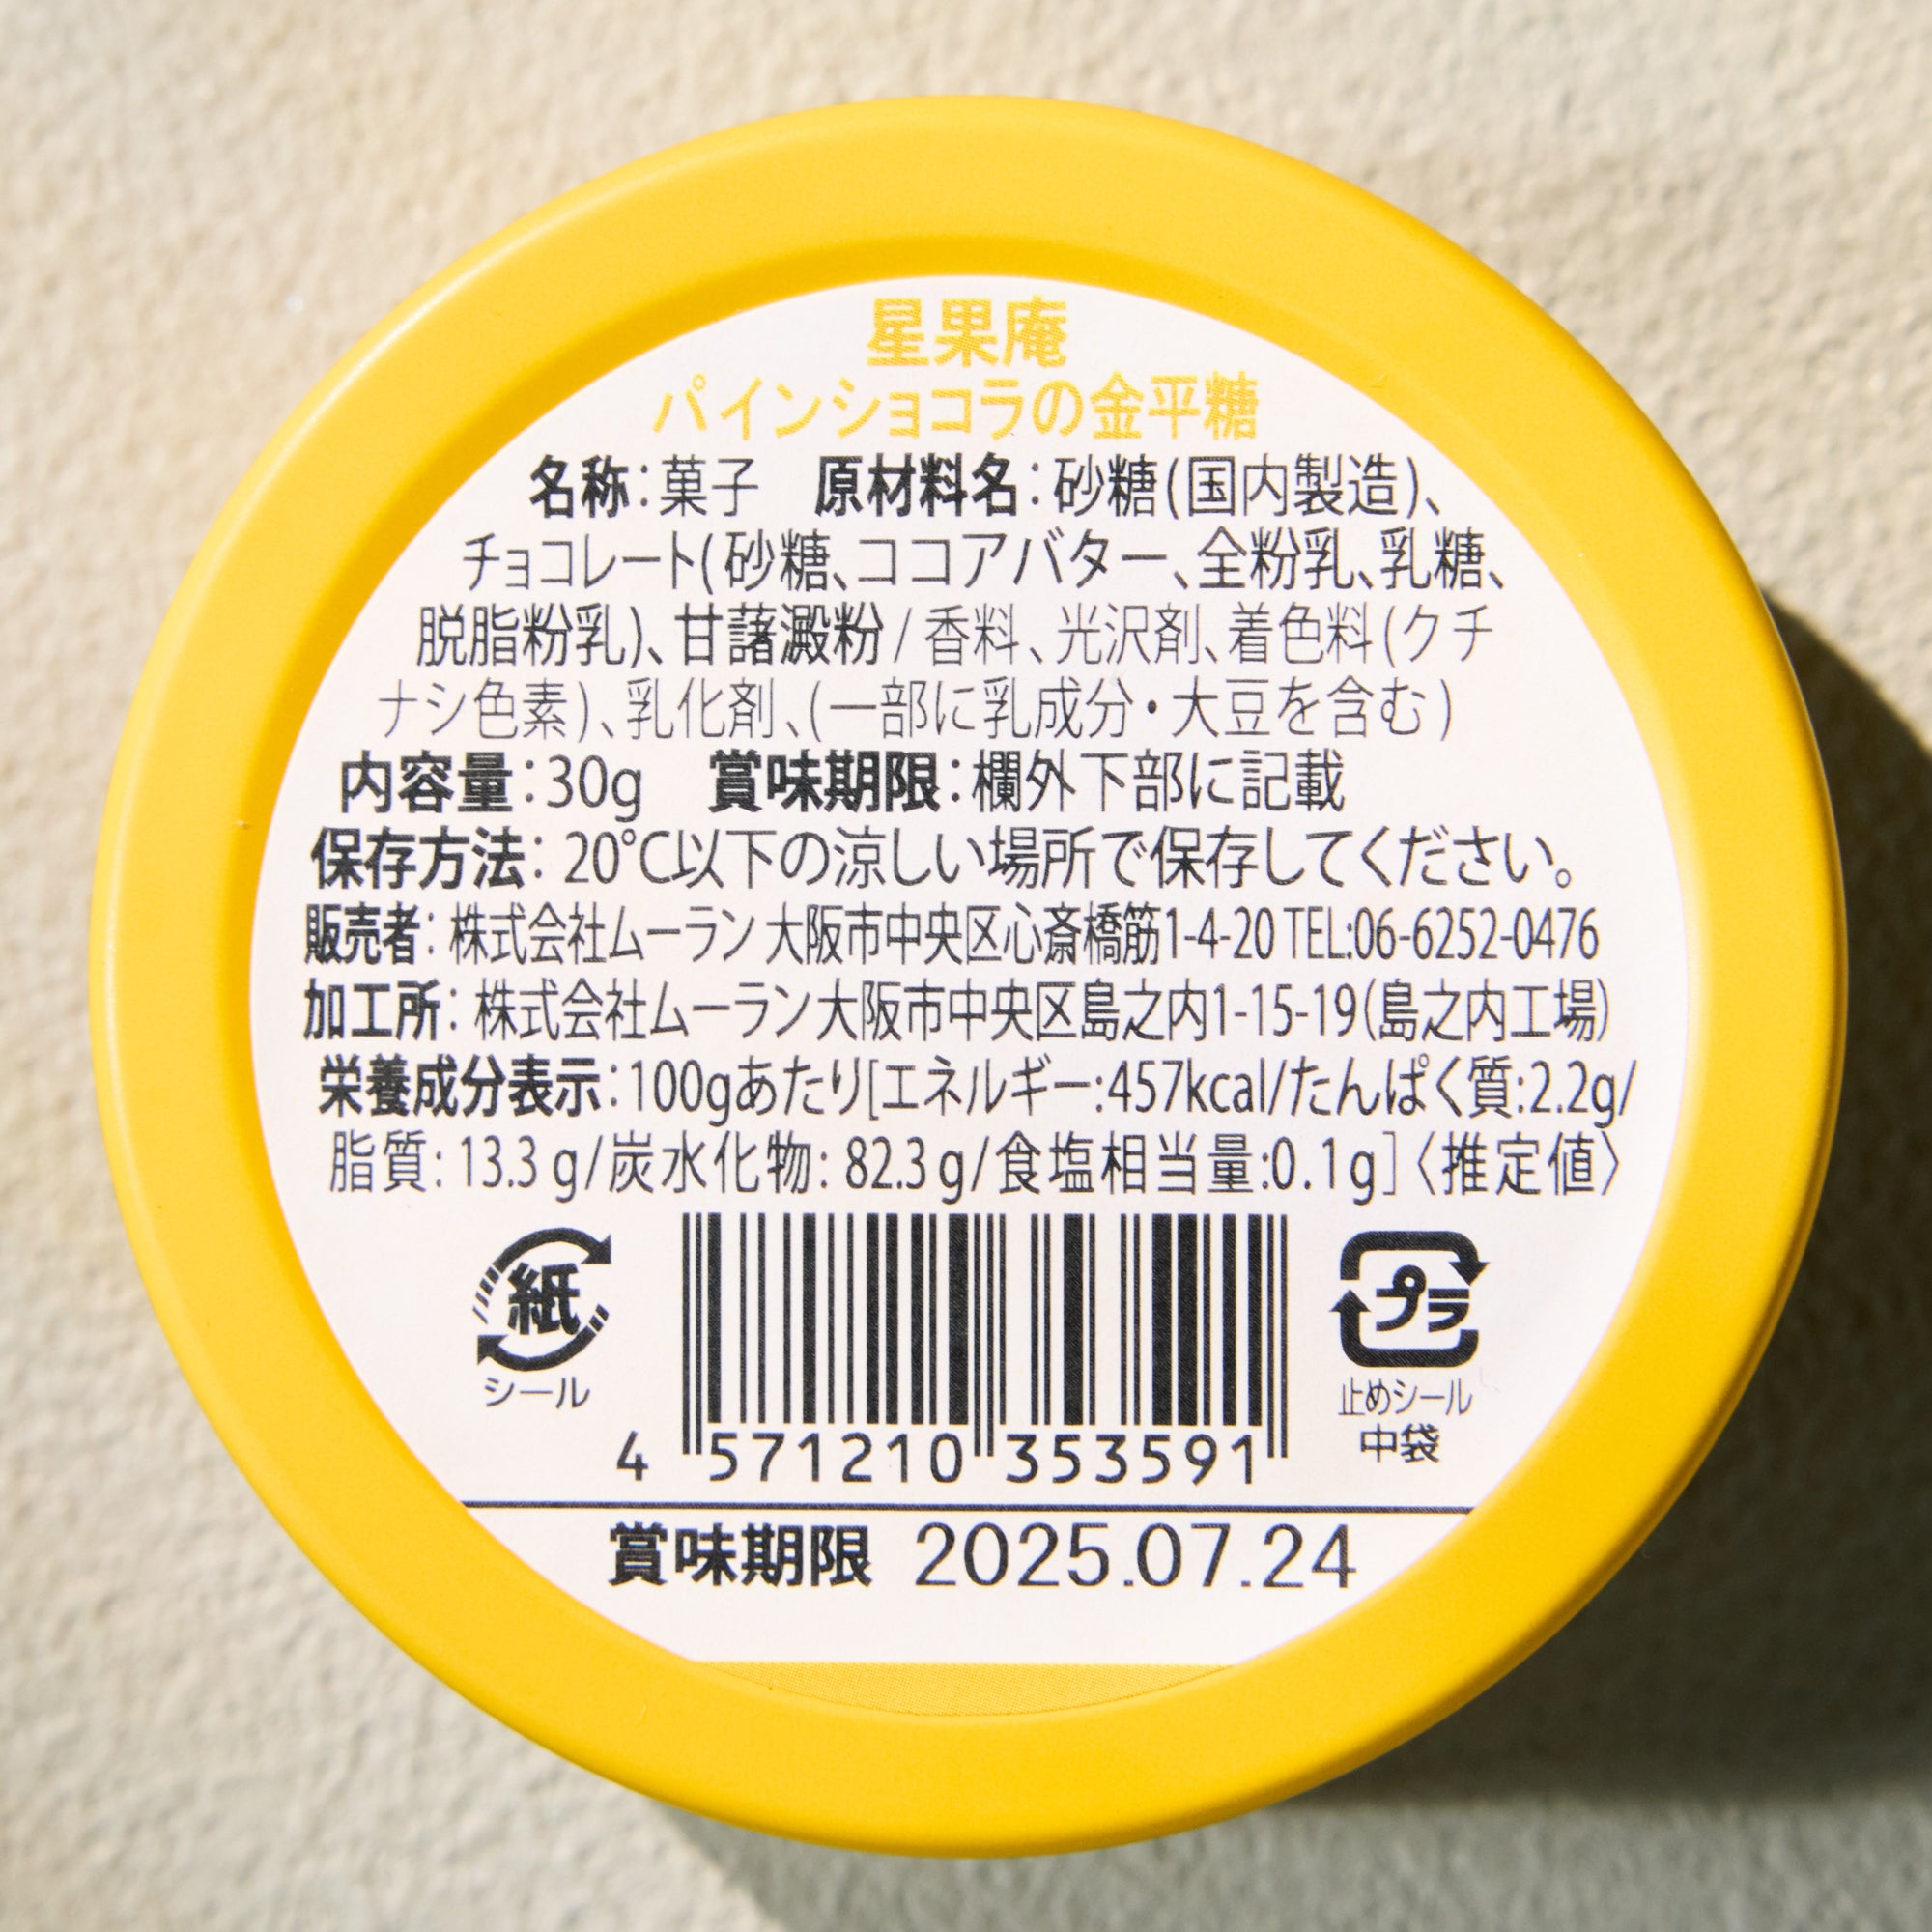 星果庵
パインショコラの金平糖
名称：菓子　原材料名：砂糖(国内製造)、
チョコレート(砂糖、ココアバター、全粉乳、乳糖、
脱脂粉乳)、甘藷澱粉/香料、光沢剤、着色料(クチ
ナシ色素)、乳化剤、(一部に乳成分・大豆を含む)
内容量：30g　賞味期限：欄外下部に記載
保存方法：20℃以下の涼しい場所で保存してください。
販売者：株式会社ムーラン 大阪市中央区心斎橋筋1-4-20 TEL:06-6252-0476
加工所：株式会社ムーラン大阪市中央区島之内1-15-19(島之内工場)
栄養成分表示：100gあたり[エネルギー:457kcal/たんぱく質:2.2g/
脂質：13.3g/炭水化物：82.3g/食塩相当量:0.1g]〈推定値〉
紙
シール
プラ
止めシール
中袋
4 571210 353591
賞味期限 2025.07.24